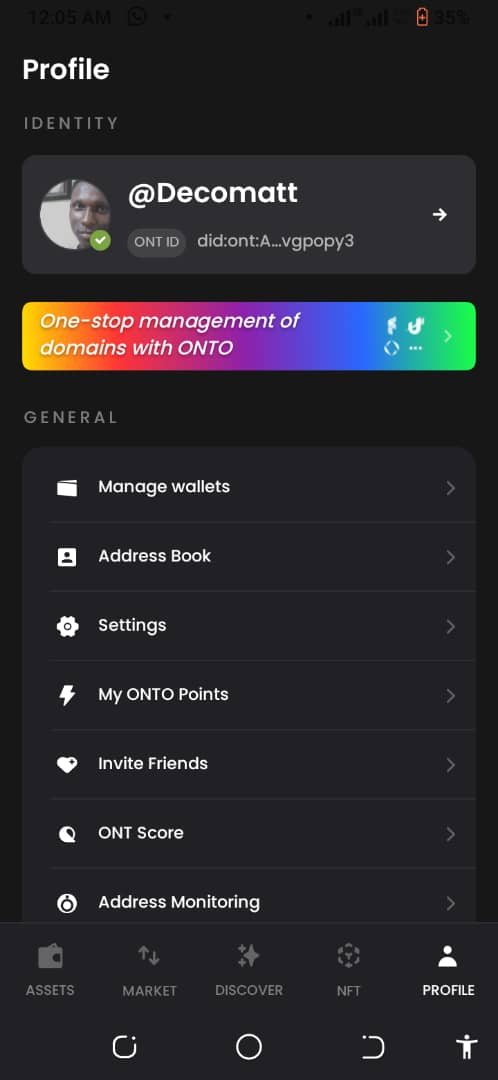 12:05 AM
35%
Profile
IDENTITY
@Decomatt
ONT ID did:ont:A...vgpopy3
One-stop management of
domains with ONTO
GENERAL
Manage wallets
Address Book
Settings
My ONTO Points
Invite Friends
ONT Score
Address Monitoring
ASSETS MARKET DISCOVER NFT PROFILE